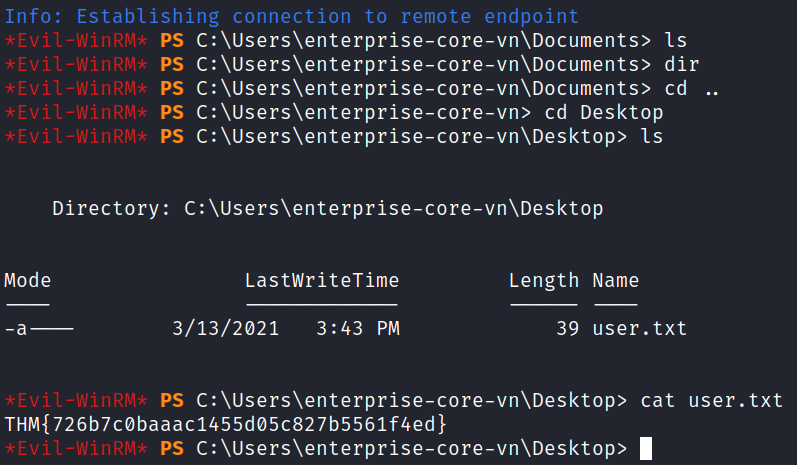 Info: Establishing connection to remote endpoint
*Evil-WinRM* PS C:\Users\enterprise-core-vn\Documents> ls
*Evil-WinRM* PS C:\Users\enterprise-core-vn\Documents> dir
*Evil-WinRM* PS C:\Users\enterprise-core-vn\Documents> cd ..
*Evil-WinRM* PS C:\Users\enterprise-core-vn> cd Desktop
*Evil-WinRM* PS C:\Users\enterprise-core-vn\Desktop> ls
Directory: C:\Users\enterprise-core-vn\Desktop
Mode LastWriteTime Length Name
---- ------------- ------ ----
-a---- 3/13/2021 3:43 PM 39 user.txt
*Evil-WinRM* PS C:\Users\enterprise-core-vn\Desktop> cat user.txt
THM{726b7c0baaac1455d05c827b5561f4ed}
*Evil-WinRM* PS C:\Users\enterprise-core-vn\Desktop>